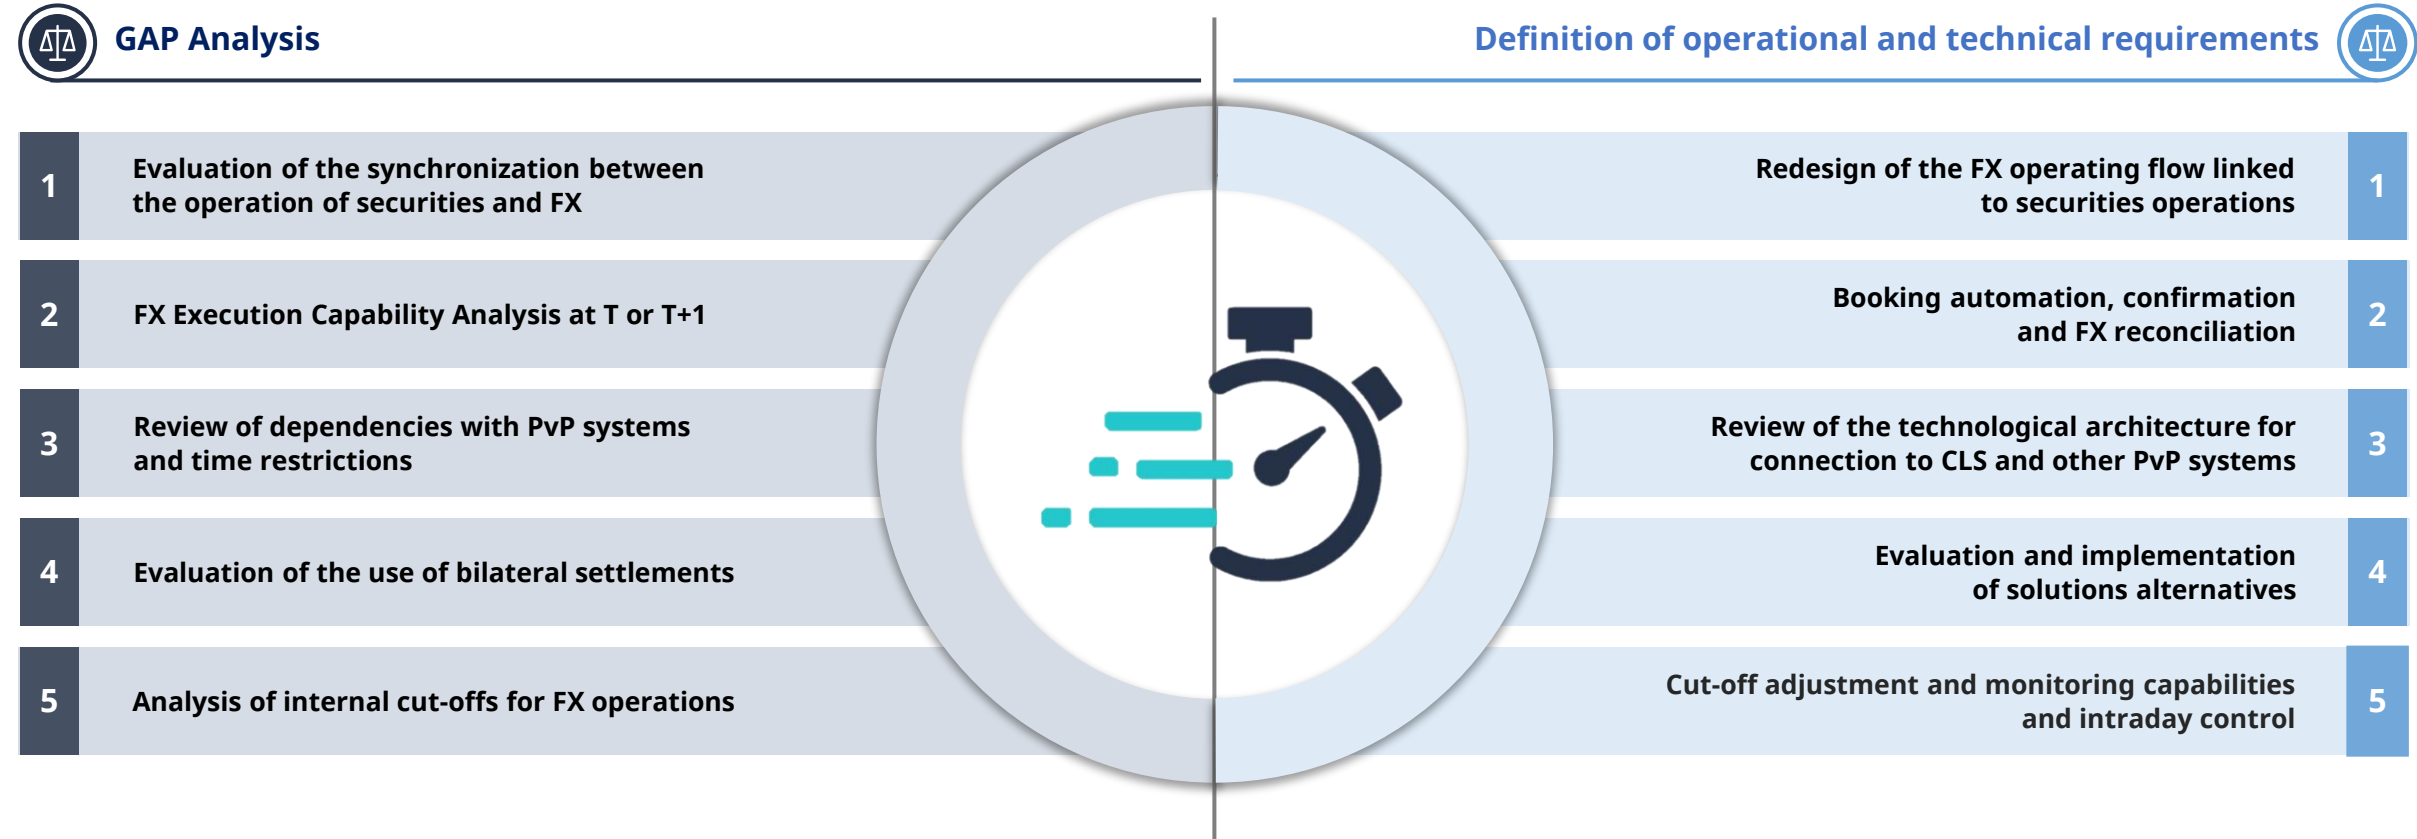 GAP Analysis
1
Evaluation of the synchronization between
the operation of securities and FX
2
FX Execution Capability Analysis at T or T+1
3
Review of dependencies with PvP systems
and time restrictions
4
Evaluation of the use of bilateral settlements
5
Analysis of internal cut-offs for FX operations
Definition of operational and technical requirements
Redesign of the FX operating flow linked
to securities operations
1
Booking automation, confirmation
and FX reconciliation
2
Review of the technological architecture for
connection to CLS and other PvP systems
3
Evaluation and implementation
of solutions alternatives
4
Cut-off adjustment and monitoring capabilities
and intraday control
5